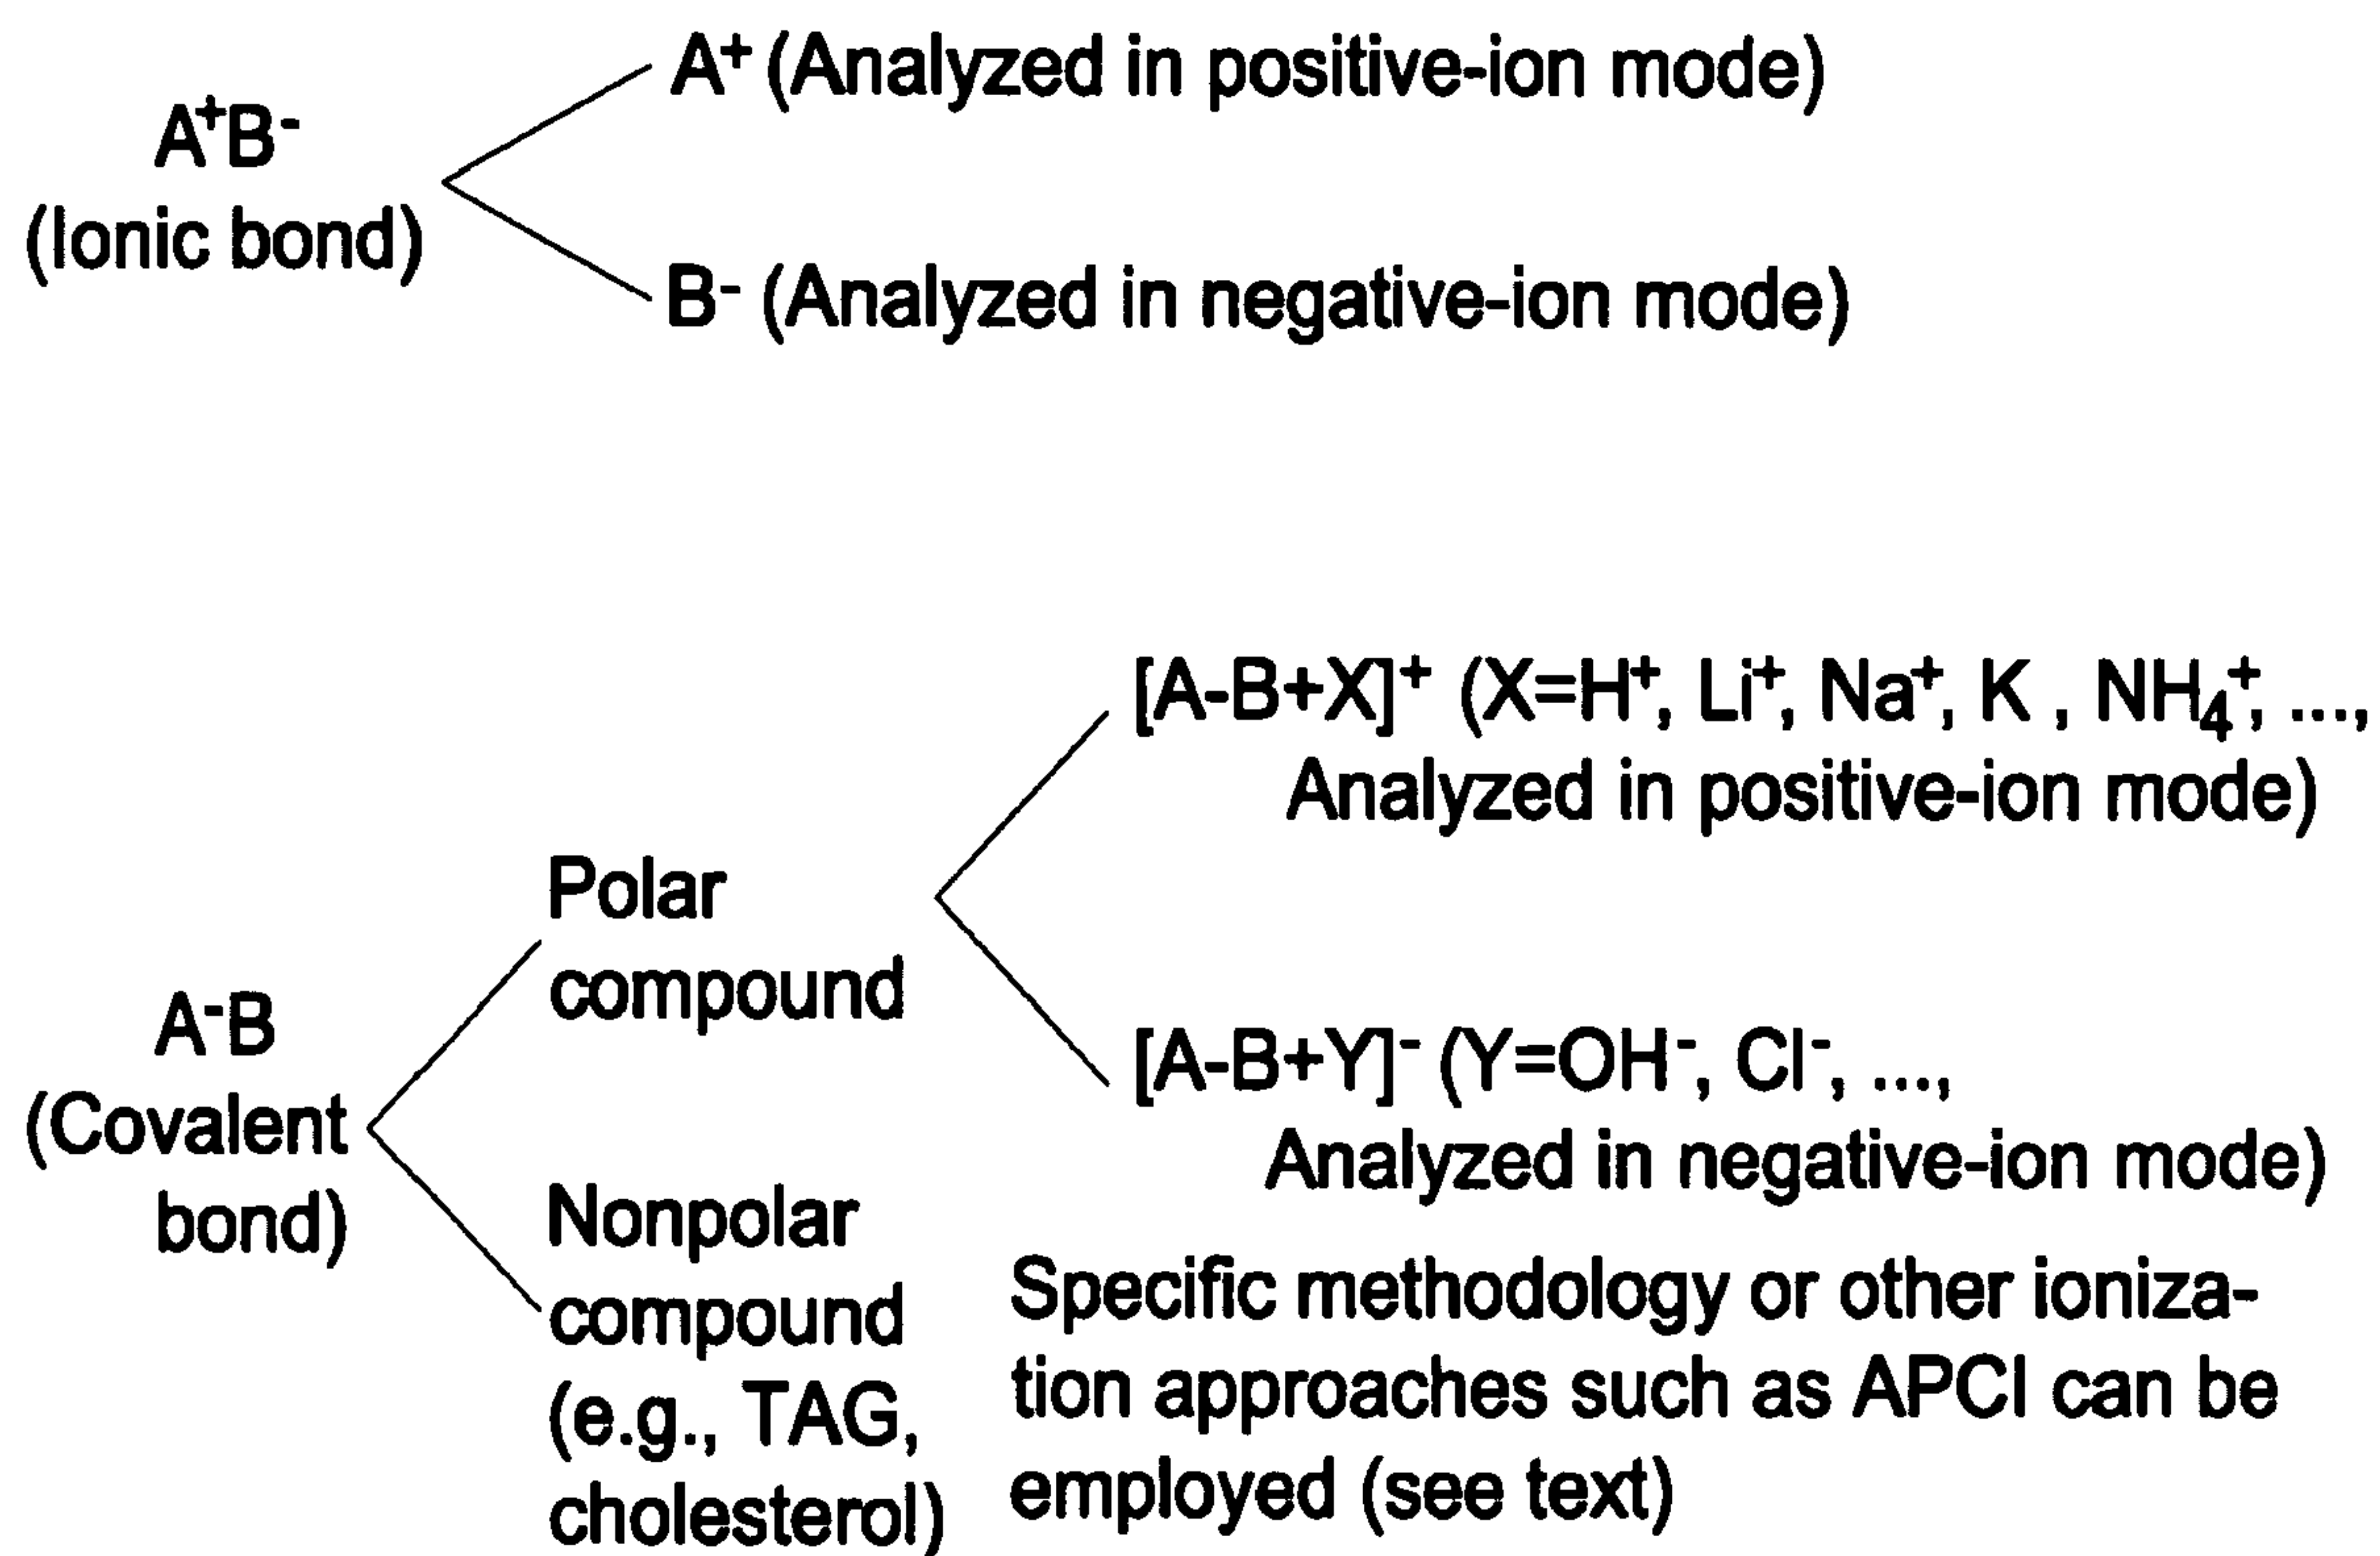 A+ (Analyzed in positive-ion mode)
A+B-
(Ionic bond)
B- (Analyzed in negative-ion mode)
[A-B+X]+ (X=H+, Li+, Na+, K , NH4+, ...,
Analyzed in positive-ion mode)
Polar
compound
A-B
(Covalent
bond)
[A-B+Y]- (Y=OH-, Cl-, ...,
Analyzed in negative-ion mode)
Nonpolar
compound
(e.g., TAG,
cholesterol)
Specific methodology or other ioniza-
tion approaches such as APCI can be
employed (see text)